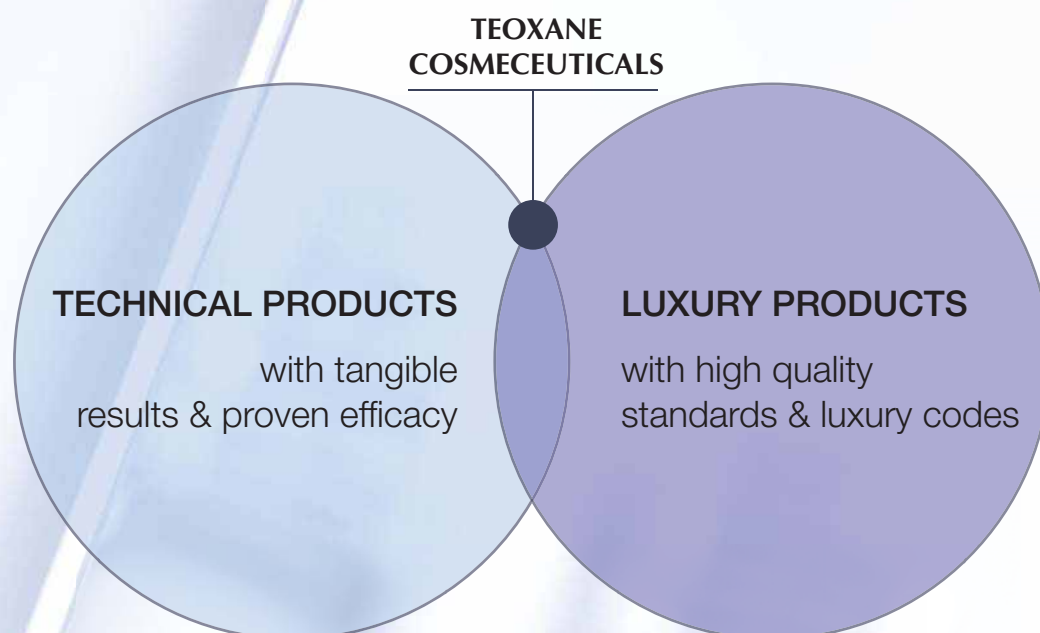 TEOXANE
COSMECEUTICALS
TECHNICAL PRODUCTS
with tangible
results & proven efficacy
LUXURY PRODUCTS
with high quality
standards & luxury codes